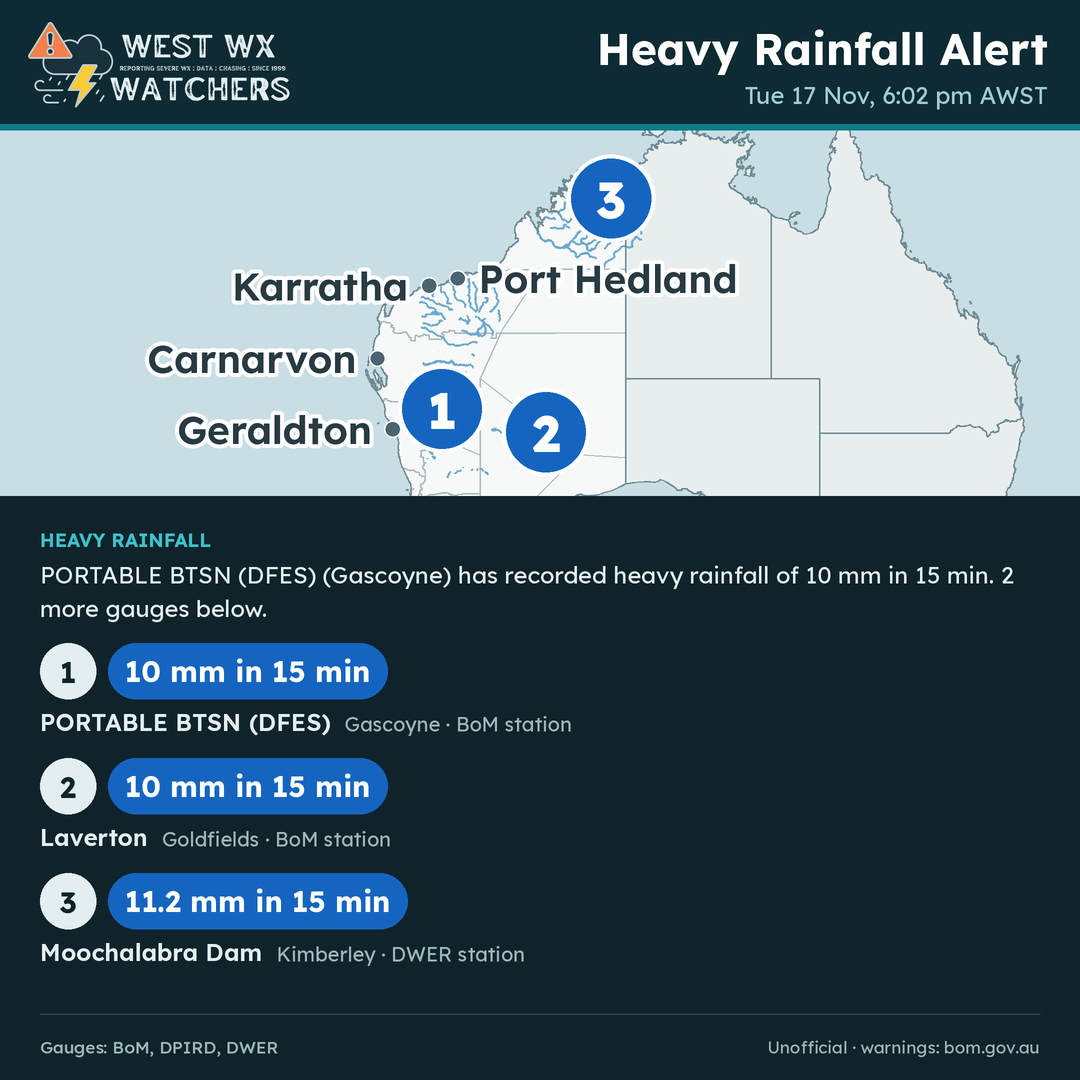 WEST WX
REPORTING SEVERE WX : DATA : CHASING : SINCE 1999
WATCHERS
Heavy Rainfall Alert
Tue 17 Nov, 6:02 pm AWST
3
Karratha
Port Hedland
Carnarvon
1
2
Geraldton
HEAVY RAINFALL
PORTABLE BTSN (DFES) (Gascoyne) has recorded heavy rainfall of 10 mm in 15 min. 2
more gauges below.
1 10 mm in 15 min
PORTABLE BTSN (DFES) Gascoyne · BoM station
2 10 mm in 15 min
Laverton Goldfields · BoM station
3 11.2 mm in 15 min
Moochalabra Dam Kimberley · DWER station
Gauges: BoM, DPIRD, DWER
Unofficial · warnings: bom.gov.au